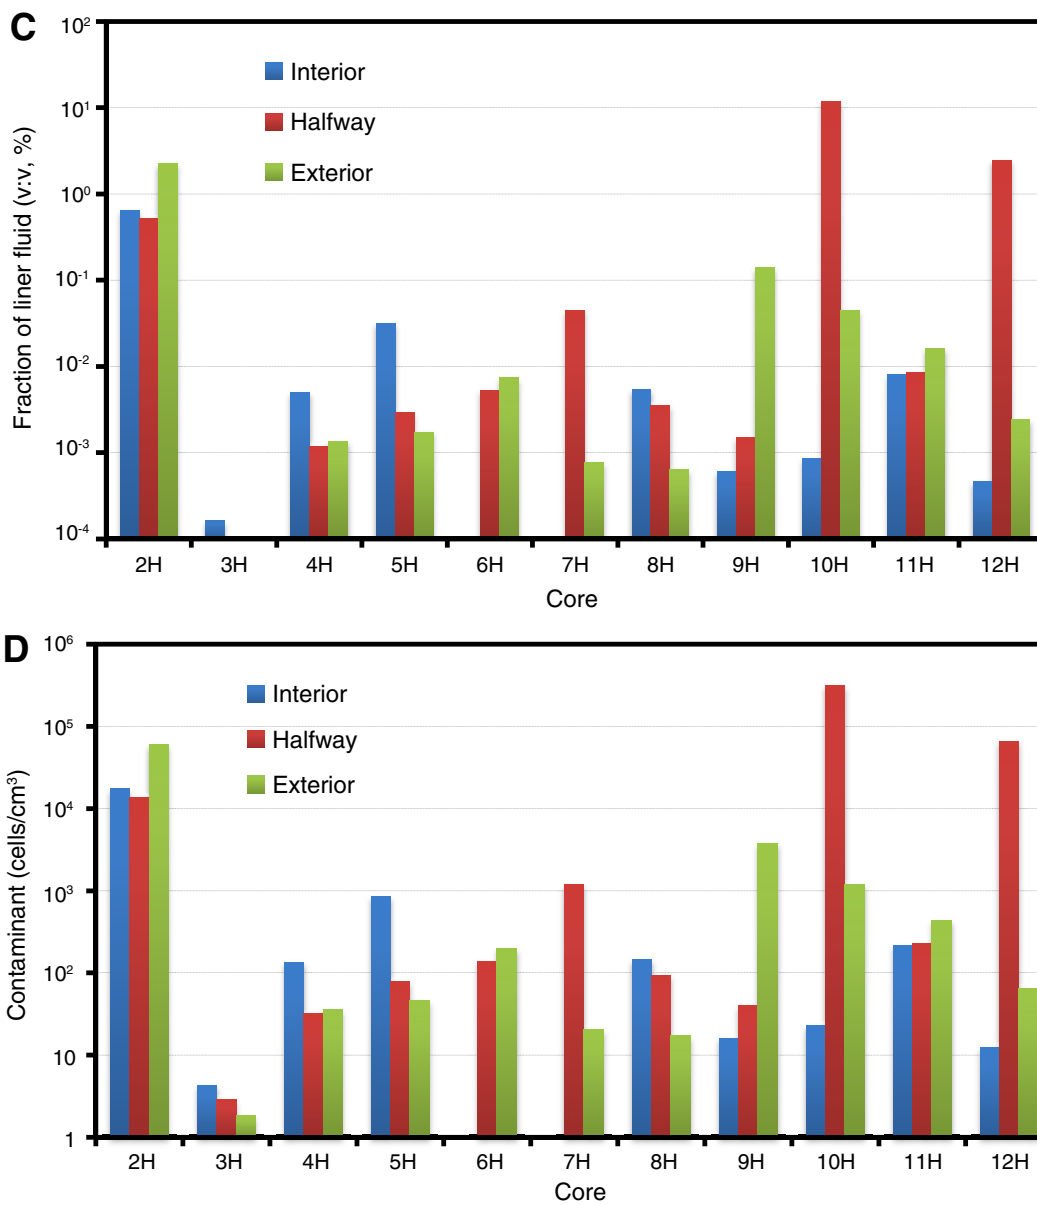 C
Fraction of liner fluid (v:v, %)
10²
10¹
10⁰
10⁻¹
10⁻²
10⁻³
10⁻⁴
Interior
Halfway
Exterior
2H 3H 4H 5H 6H 7H 8H 9H 10H 11H 12H
Core
D
Contaminant (cells/cm³)
10⁶
10⁵
10⁴
10³
10²
10
1
Interior
Halfway
Exterior
2H 3H 4H 5H 6H 7H 8H 9H 10H 11H 12H
Core